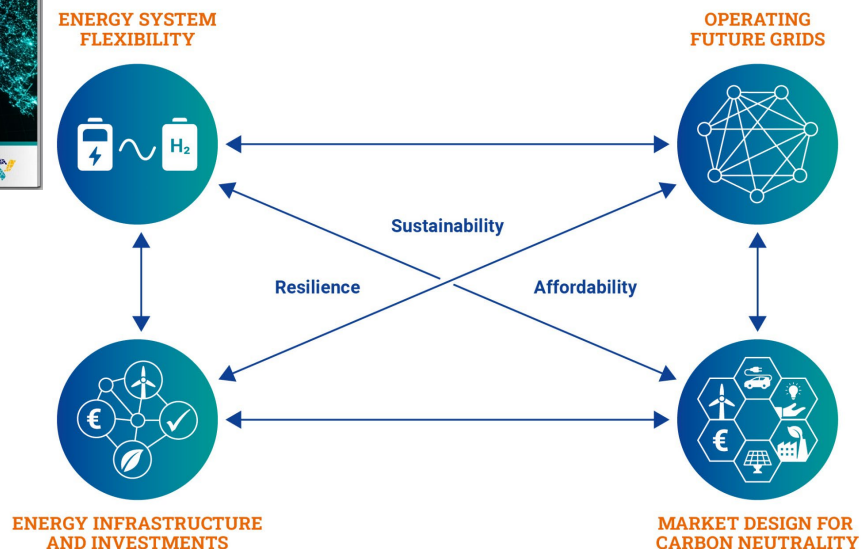 ENERGY SYSTEM
FLEXIBILITY
OPERATING
FUTURE GRIDS
H₂
Sustainability
Resilience
Affordability
€
€
ENERGY INFRASTRUCTURE
AND INVESTMENTS
MARKET DESIGN FOR
CARBON NEUTRALITY